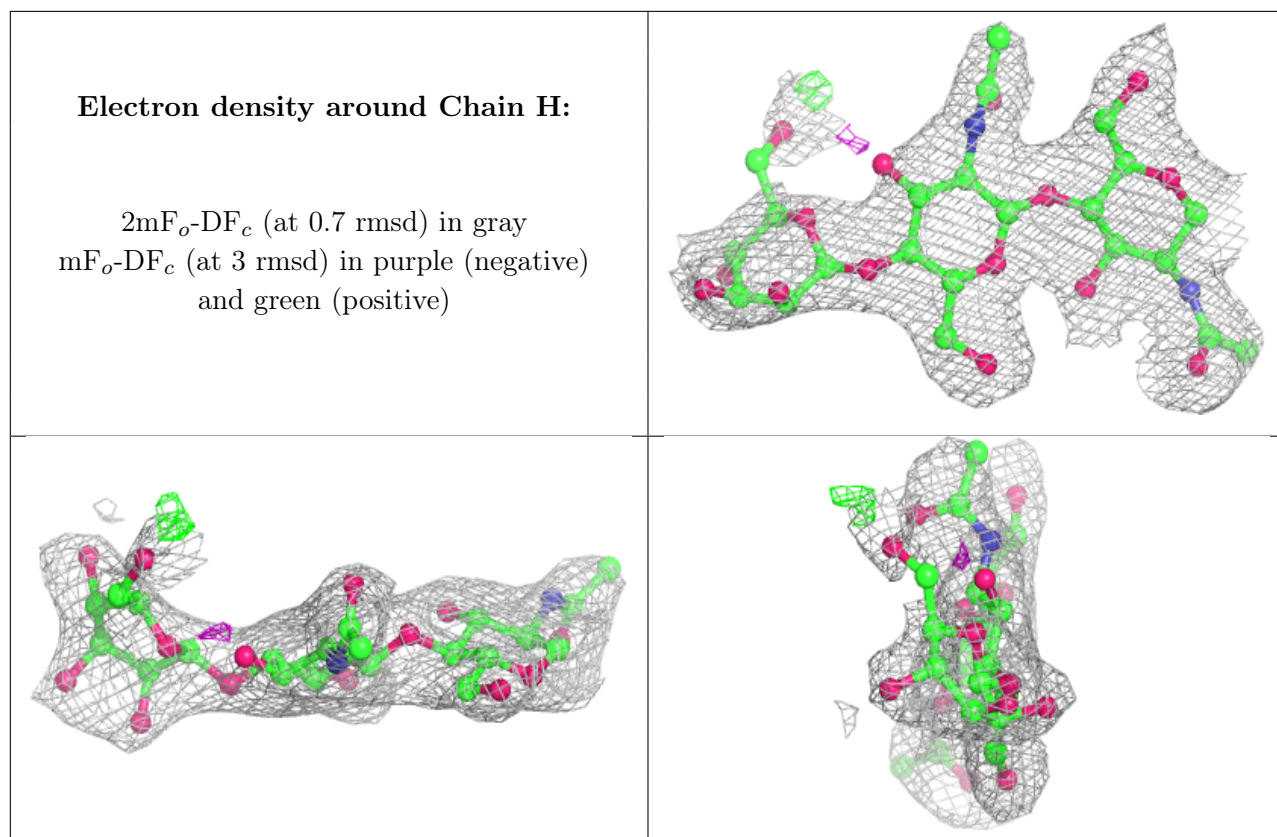 Electron density around Chain H:
2mFo-DFc (at 0.7 rmsd) in gray
mFo-DFc (at 3 rmsd) in purple (negative)
and green (positive)